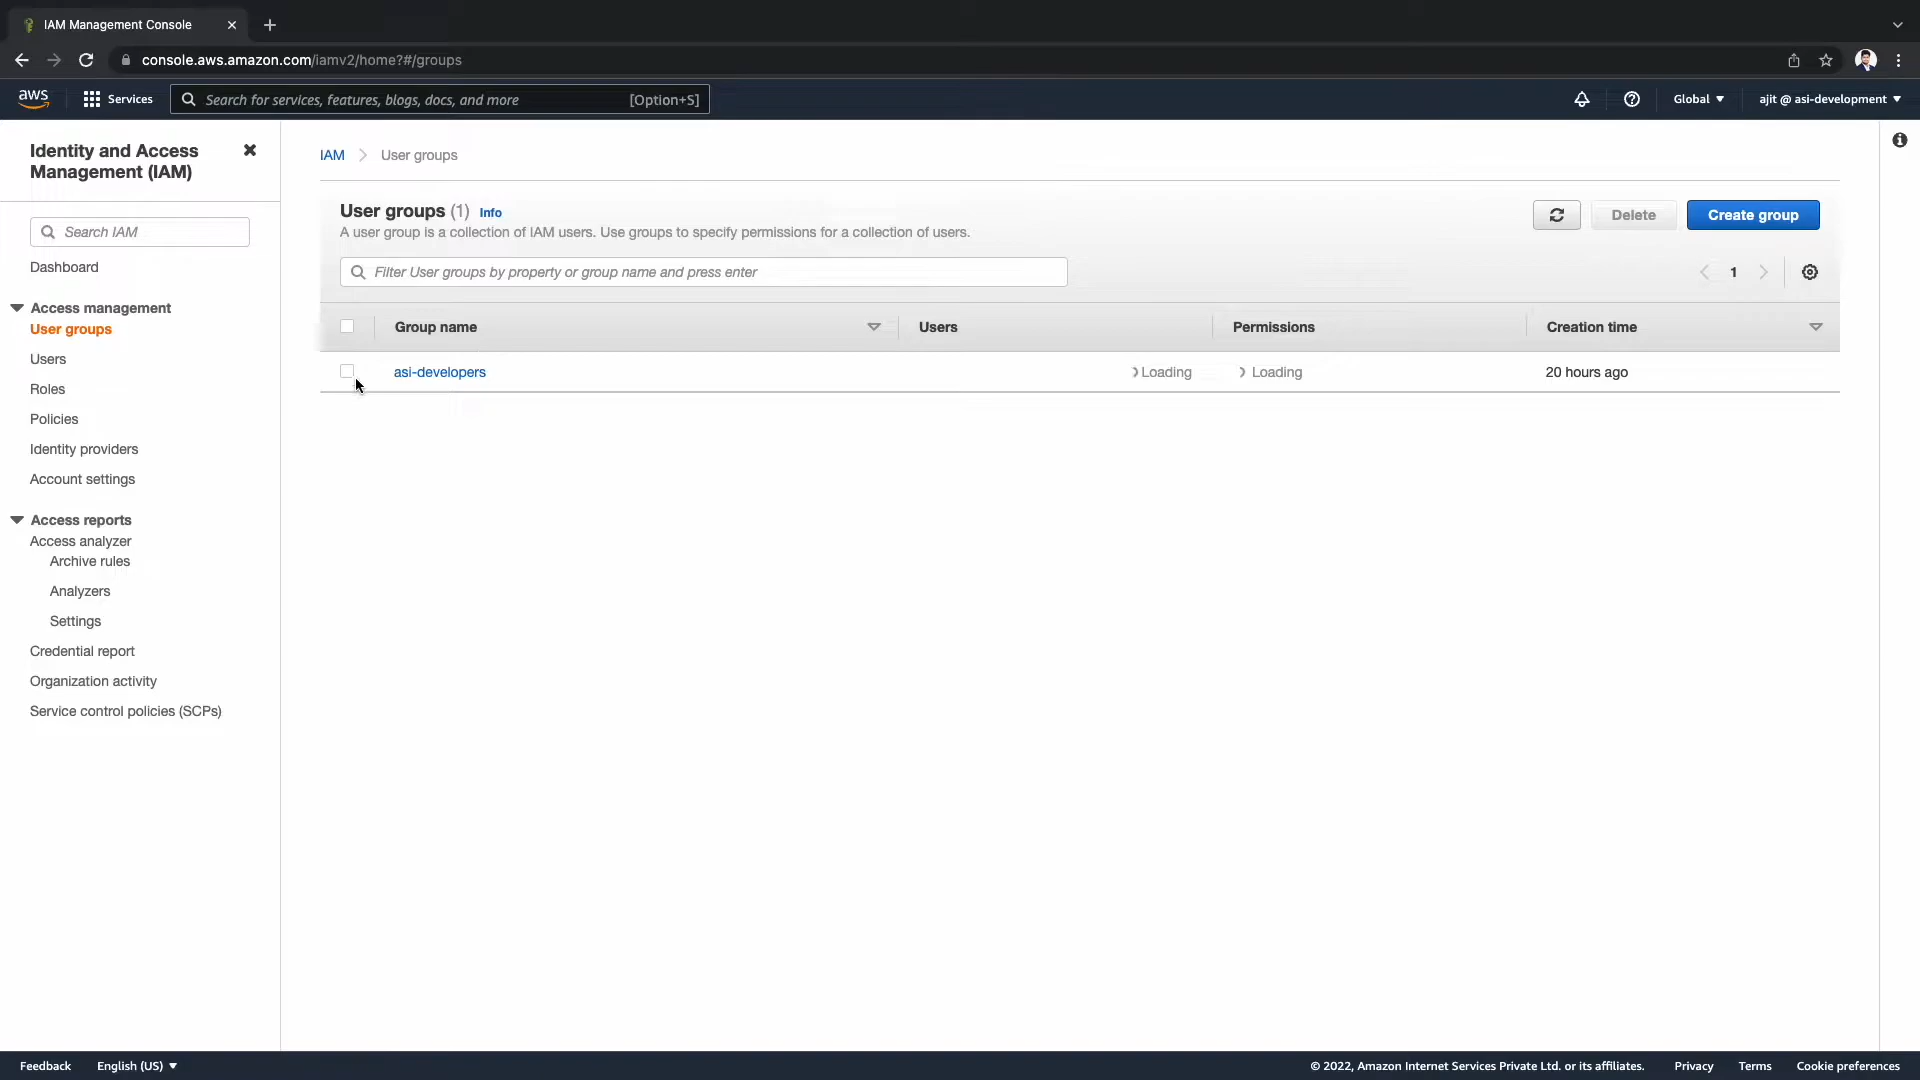 IAM Management Console
console.aws.amazon.com/iamv2/home?#/groups
aws
Services
Search for services, features, blogs, docs, and more
[Option+S]
Global
ajit @ asi-development
Identity and Access
Management (IAM)
Search IAM
Dashboard
Access management
User groups
Users
Roles
Policies
Identity providers
Account settings
Access reports
Access analyzer
Archive rules
Analyzers
Settings
Credential report
Organization activity
Service control policies (SCPs)
IAM
User groups
User groups (1) Info
A user group is a collection of IAM users. Use groups to specify permissions for a collection of users.
Delete
Create group
Filter User groups by property or group name and press enter
1
Group name
Users
Permissions
Creation time
asi-developers
Loading
Loading
20 hours ago
Feedback
English (US)
© 2022, Amazon Internet Services Private Ltd. or its affiliates.
Privacy
Terms
Cookie preferences